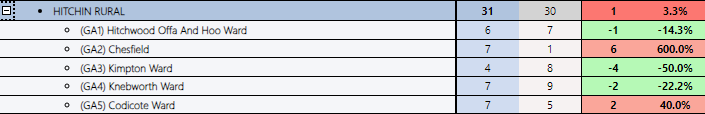 HITCHIN RURAL 31 30 1 3.3%
(GA1) Hitchwood Offa And Hoo Ward 6 7 -1 -14.3%
(GA2) Chesfield 7 1 6 600.0%
(GA3) Kimpton Ward 4 8 -4 -50.0%
(GA4) Knebworth Ward 7 9 -2 -22.2%
(GA5) Codicote Ward 7 5 2 40.0%